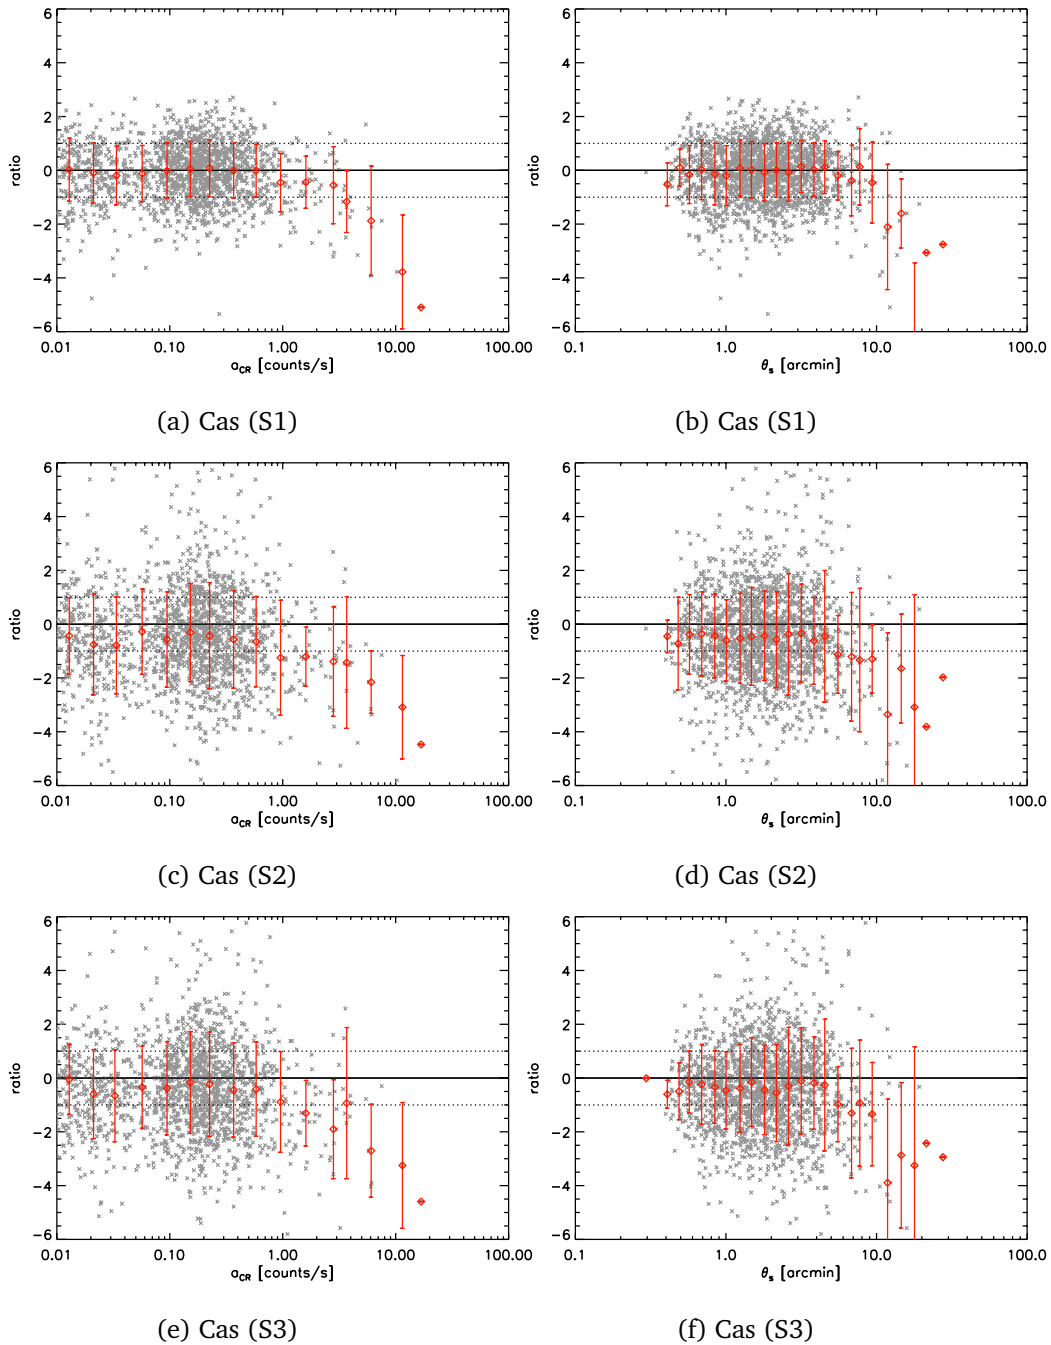 6 6
4 4
2 2
ratio 0 ratio 0
-2 -2
-4 -4
-6 -6
0.01 0.10 1.00 10.00 100.00 0.1 1.0 10.0 100.0
a_CR [counts/s] θ_s [arcmin]
(a) Cas (S1) (b) Cas (S1)
6 6
4 4
2 2
ratio 0 ratio 0
-2 -2
-4 -4
-6 -6
0.01 0.10 1.00 10.00 100.00 0.1 1.0 10.0 100.0
a_CR [counts/s] θ_s [arcmin]
(c) Cas (S2) (d) Cas (S2)
6 6
4 4
2 2
ratio 0 ratio 0
-2 -2
-4 -4
-6 -6
0.01 0.10 1.00 10.00 100.00 0.1 1.0 10.0 100.0
a_CR [counts/s] θ_s [arcmin]
(e) Cas (S3) (f) Cas (S3)